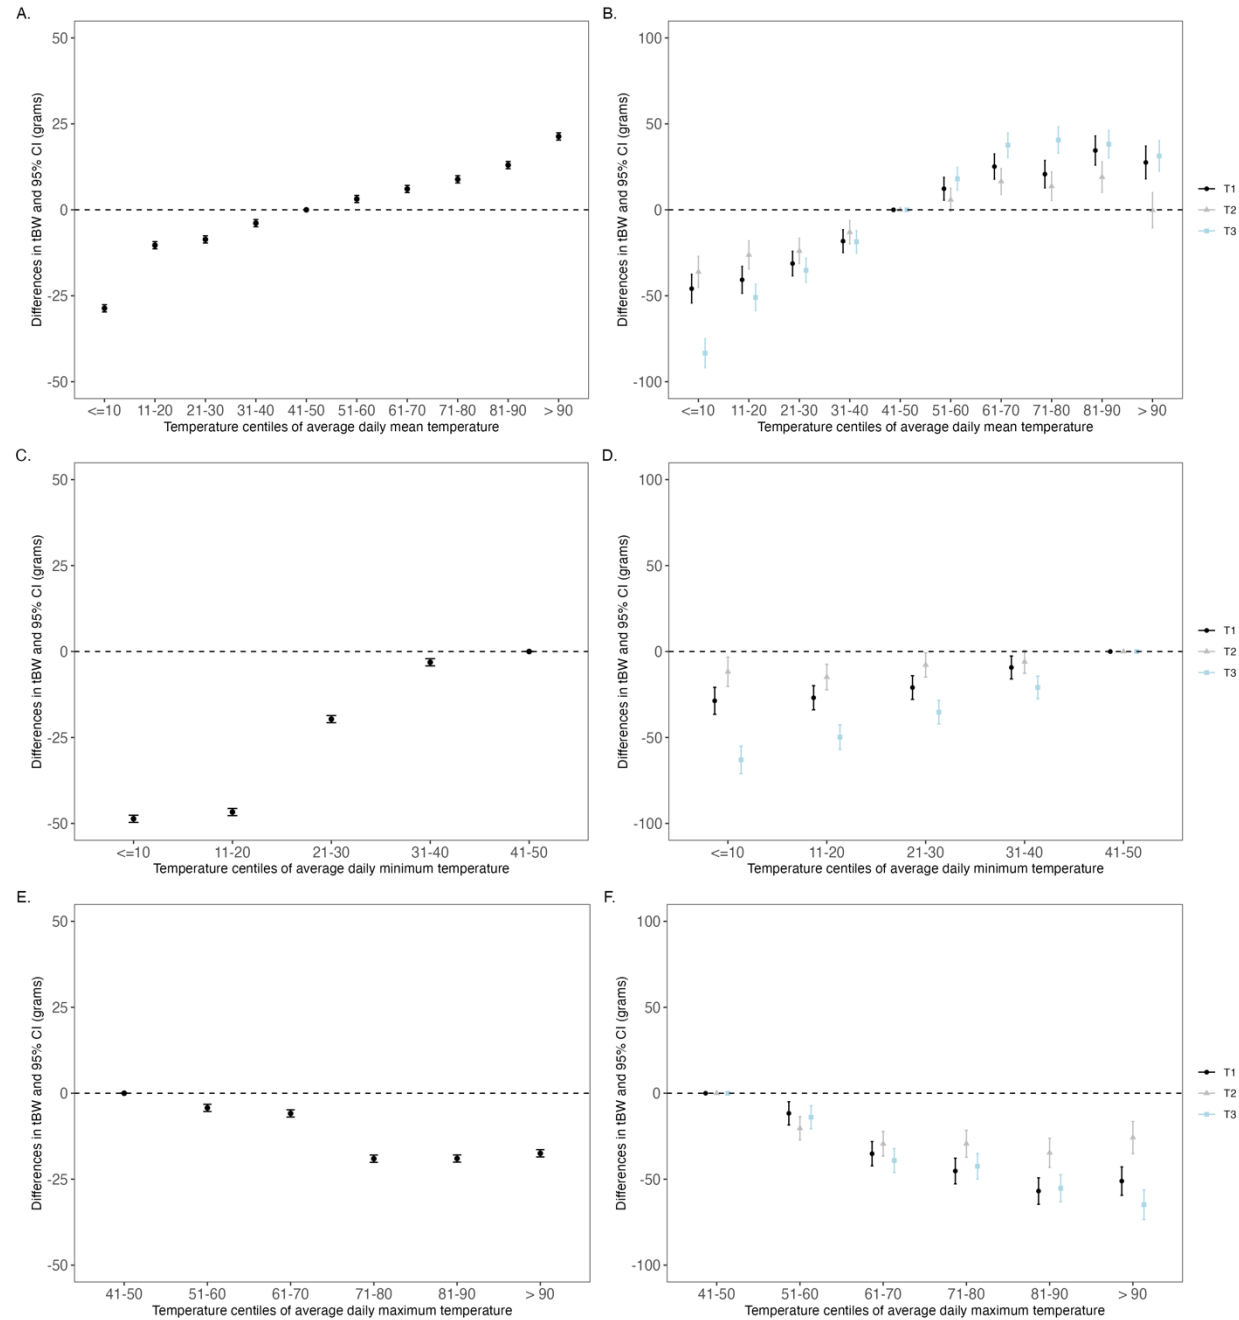 A.
Differences in tBW and 95% CI (grams)
50
25
0
-25
-50
<=10 11-20 21-30 31-40 41-50 51-60 61-70 71-80 81-90 > 90
Temperature centiles of average daily mean temperature
B.
Differences in tBW and 95% CI (grams)
100
50
0
-50
-100
<=10 11-20 21-30 31-40 41-50 51-60 61-70 71-80 81-90 > 90
Temperature centiles of average daily mean temperature
T1
T2
T3
C.
Differences in tBW and 95% CI (grams)
50
25
0
-25
-50
<=10 11-20 21-30 31-40 41-50
Temperature centiles of average daily minimum temperature
D.
Differences in tBW and 95% CI (grams)
100
50
0
-50
-100
<=10 11-20 21-30 31-40 41-50
Temperature centiles of average daily minimum temperature
T1
T2
T3
E.
Differences in tBW and 95% CI (grams)
50
25
0
-25
-50
41-50 51-60 61-70 71-80 81-90 > 90
Temperature centiles of average daily maximum temperature
F.
Differences in tBW and 95% CI (grams)
100
50
0
-50
-100
41-50 51-60 61-70 71-80 81-90 > 90
Temperature centiles of average daily maximum temperature
T1
T2
T3